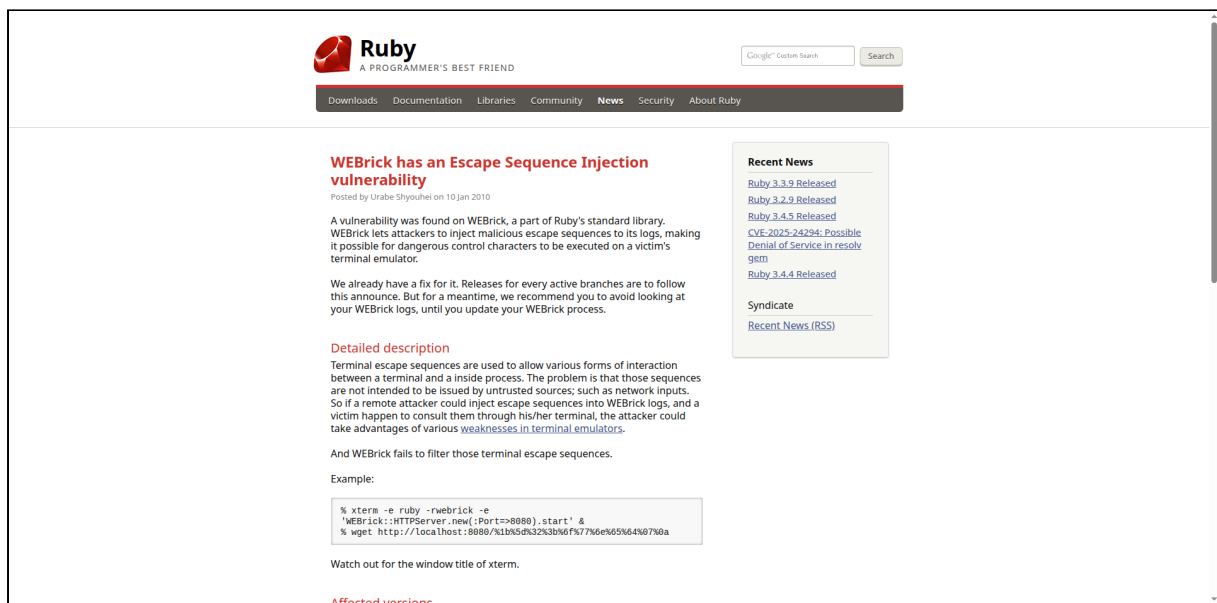 Ruby
A PROGRAMMER'S BEST FRIEND
Google™ Custom Search
Search
Downloads Documentation Libraries Community News Security About Ruby
WEBrick has an Escape Sequence Injection
vulnerability
Posted by Urabe Shyouhei on 10 Jan 2010
A vulnerability was found on WEBrick, a part of Ruby's standard library.
WEBrick lets attackers to inject malicious escape sequences to its logs, making
it possible for dangerous control characters to be executed on a victim's
terminal emulator.
We already have a fix for it. Releases for every active branches are to follow
this announce. But for a meantime, we recommend you to avoid looking at
your WEBrick logs, until you update your WEBrick process.
Detailed description
Terminal escape sequences are used to allow various forms of interaction
between a terminal and a inside process. The problem is that those sequences
are not intended to be issued by untrusted sources; such as network inputs.
So if a remote attacker could inject escape sequences into WEBrick logs, and a
victim happen to consult them through his/her terminal, the attacker could
take advantages of various weaknesses in terminal emulators.
And WEBrick fails to filter those terminal escape sequences.
Example:
% xterm -e ruby -rwebrick -e
'WEBrick::HTTPServer.new(:Port=>8080).start' &
% wget http://localhost:8080/%1b%5d%32%3b%6f%77%6e%65%64%07%0a
Watch out for the window title of xterm.
Affected versions
Recent News
Ruby 3.3.9 Released
Ruby 3.2.9 Released
Ruby 3.4.5 Released
CVE-2025-24294: Possible
Denial of Service in resolv
gem
Ruby 3.4.4 Released
Syndicate
Recent News (RSS)